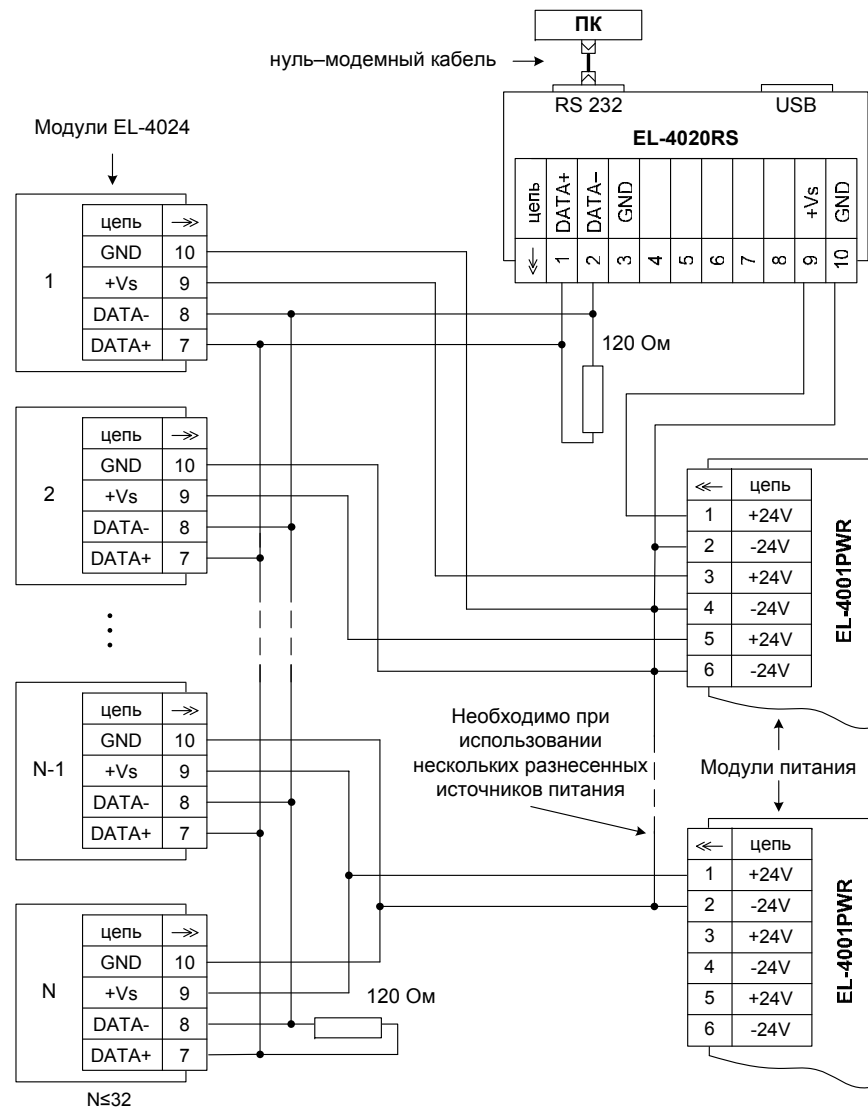 ПК
нуль–модемный кабель
RS 232
USB
EL-4020RS
цепь
DATA+
DATA–
GND
+Vs
GND
1
2
3
4
5
6
7
8
9
10
120 Ом
Модули EL-4024
1
цепь
GND 10
+Vs 9
DATA- 8
DATA+ 7
2
цепь
GND 10
+Vs 9
DATA- 8
DATA+ 7
N-1
цепь
GND 10
+Vs 9
DATA- 8
DATA+ 7
N
цепь
GND 10
+Vs 9
DATA- 8
DATA+ 7
N≤32
120 Ом
цепь
1 +24V
2 -24V
3 +24V
4 -24V
5 +24V
6 -24V
EL-4001PWR
Необходимо при
использовании
нескольких разнесенных
источников питания
Модули питания
цепь
1 +24V
2 -24V
3 +24V
4 -24V
5 +24V
6 -24V
EL-4001PWR